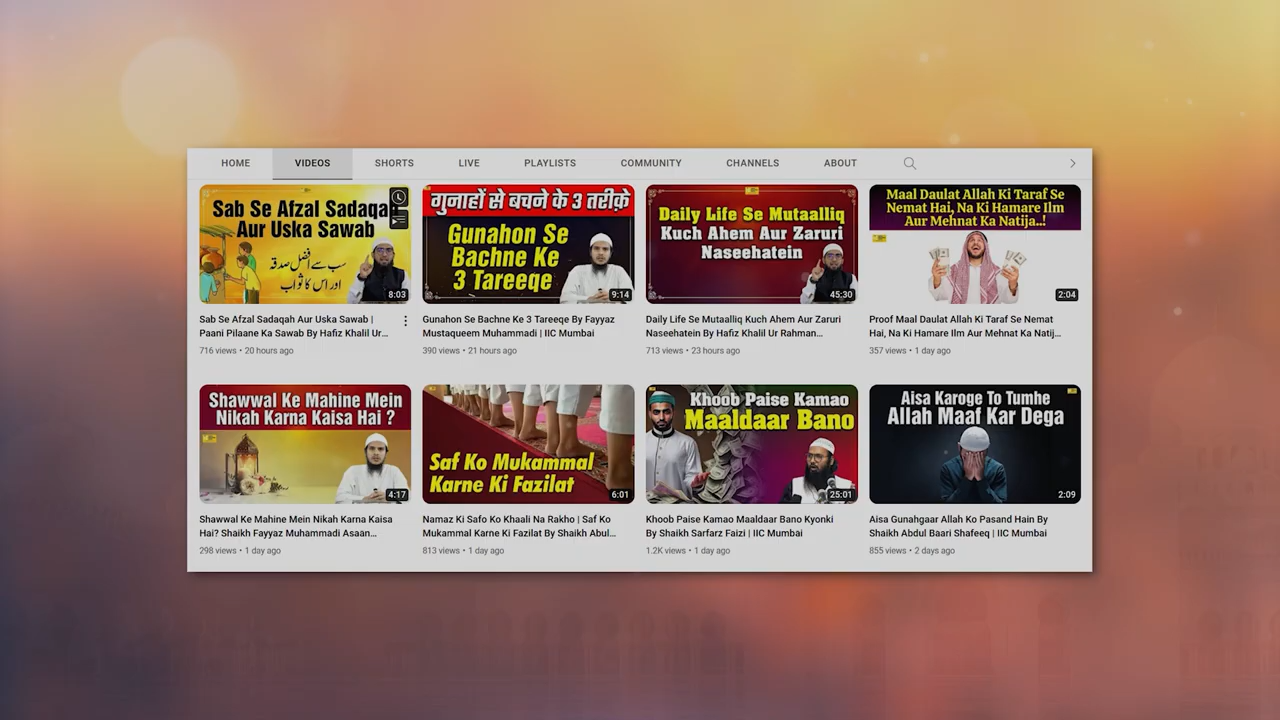 HOME
VIDEOS
SHORTS
LIVE
PLAYLISTS
COMMUNITY
CHANNELS
ABOUT
Sab Se Afzal Sadaqa
Aur Uska Sawab
سب سے افضل صدقہ
اور اس کا ثواب
8:03
Sab Se Afzal Sadaqah Aur Uska Sawab |
Paani Pilaane Ka Sawab By Hafiz Khalil Ur...
716 views • 20 hours ago
गुनाहों से बचने के 3 तरीक़े
Gunahon Se
Bachne Ke
3 Tareeqe
9:14
Gunahon Se Bachne Ke 3 Tareeqe By Fayyaz
Mustaqueem Muhammadi | IIC Mumbai
390 views • 21 hours ago
Daily Life Se Mutaalliq
Kuch Ahem Aur Zaruri
Naseehatein
45:30
Daily Life Se Mutaalliq Kuch Ahem Aur Zaruri
Naseehatein By Hafiz Khalil Ur Rahman...
713 views • 23 hours ago
Maal Daulat Allah Ki Taraf Se
Nemat Hai, Na Ki Hamare Ilm
Aur Mehnat Ka Natija..!
2:04
Proof Maal Daulat Allah Ki Taraf Se Nemat
Hai, Na Ki Hamare Ilm Aur Mehnat Ka Natij...
357 views • 1 day ago
Shawwal Ke Mahine Mein
Nikah Karna Kaisa Hai ?
4:17
Shawwal Ke Mahine Mein Nikah Karna Kaisa
Hai? Shaikh Fayyaz Muhammadi Asaan...
298 views • 1 day ago
Saf Ko Mukammal
Karne Ki Fazilat
6:01
Namaz Ki Safo Ko Khaali Na Rakho | Saf Ko
Mukammal Karne Ki Fazilat By Shaikh Abul...
813 views • 1 day ago
Khoob Paise Kamao
Maaldaar Bano
25:01
Khoob Paise Kamao Maaldaar Bano Kyonki
By Shaikh Sarfarz Faizi | IIC Mumbai
1.2K views • 1 day ago
Aisa Karoge To Tumhe
Allah Maaf Kar Dega
2:09
Aisa Gunahgaar Allah Ko Pasand Hain By
Shaikh Abdul Baari Shafeeq | IIC Mumbai
855 views • 2 days ago